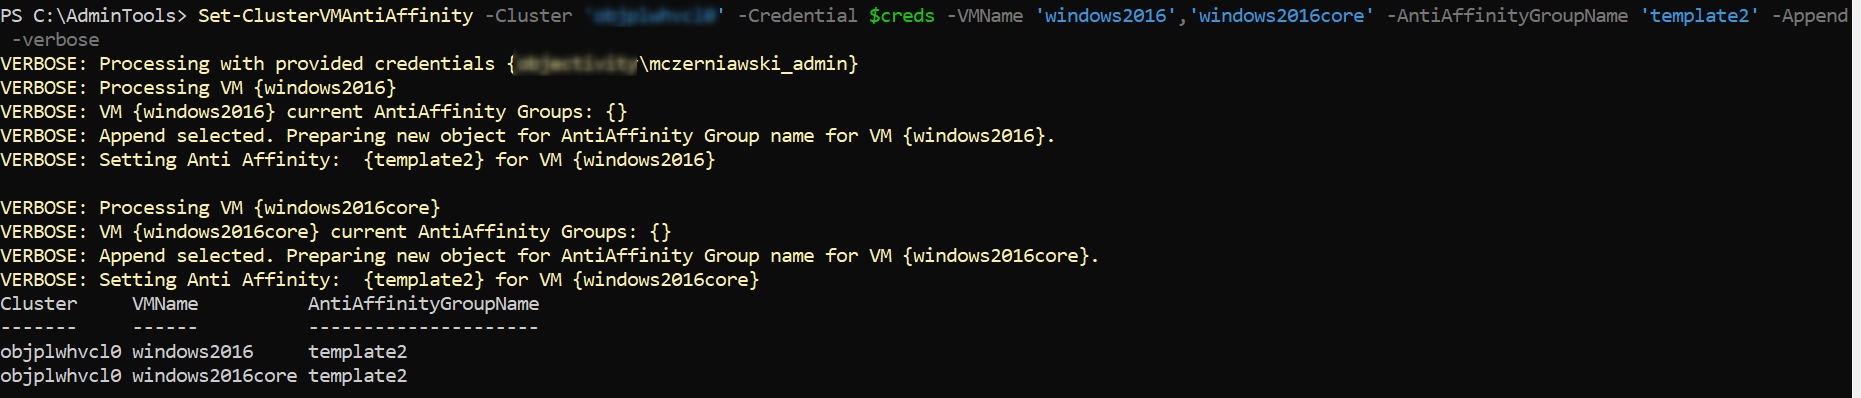 PS C:\AdminTools> Set-ClusterVMAntiAffinity -Cluster '' -Credential $creds -VMName 'windows2016','windows2016core' -AntiAffinityGroupName 'template2' -Append
-verbose
VERBOSE: Processing with provided credentials {\mczerniawski_admin}
VERBOSE: Processing VM {windows2016}
VERBOSE: VM {windows2016} current AntiAffinity Groups: {}
VERBOSE: Append selected. Preparing new object for AntiAffinity Group name for VM {windows2016}.
VERBOSE: Setting Anti Affinity:  {template2} for VM {windows2016}
VERBOSE: Processing VM {windows2016core}
VERBOSE: VM {windows2016core} current AntiAffinity Groups: {}
VERBOSE: Append selected. Preparing new object for AntiAffinity Group name for VM {windows2016core}.
VERBOSE: Setting Anti Affinity:  {template2} for VM {windows2016core}
Cluster     VMName          AntiAffinityGroupName
-------     ------          ---------------------
objplwhvcl0 windows2016     template2
objplwhvcl0 windows2016core template2